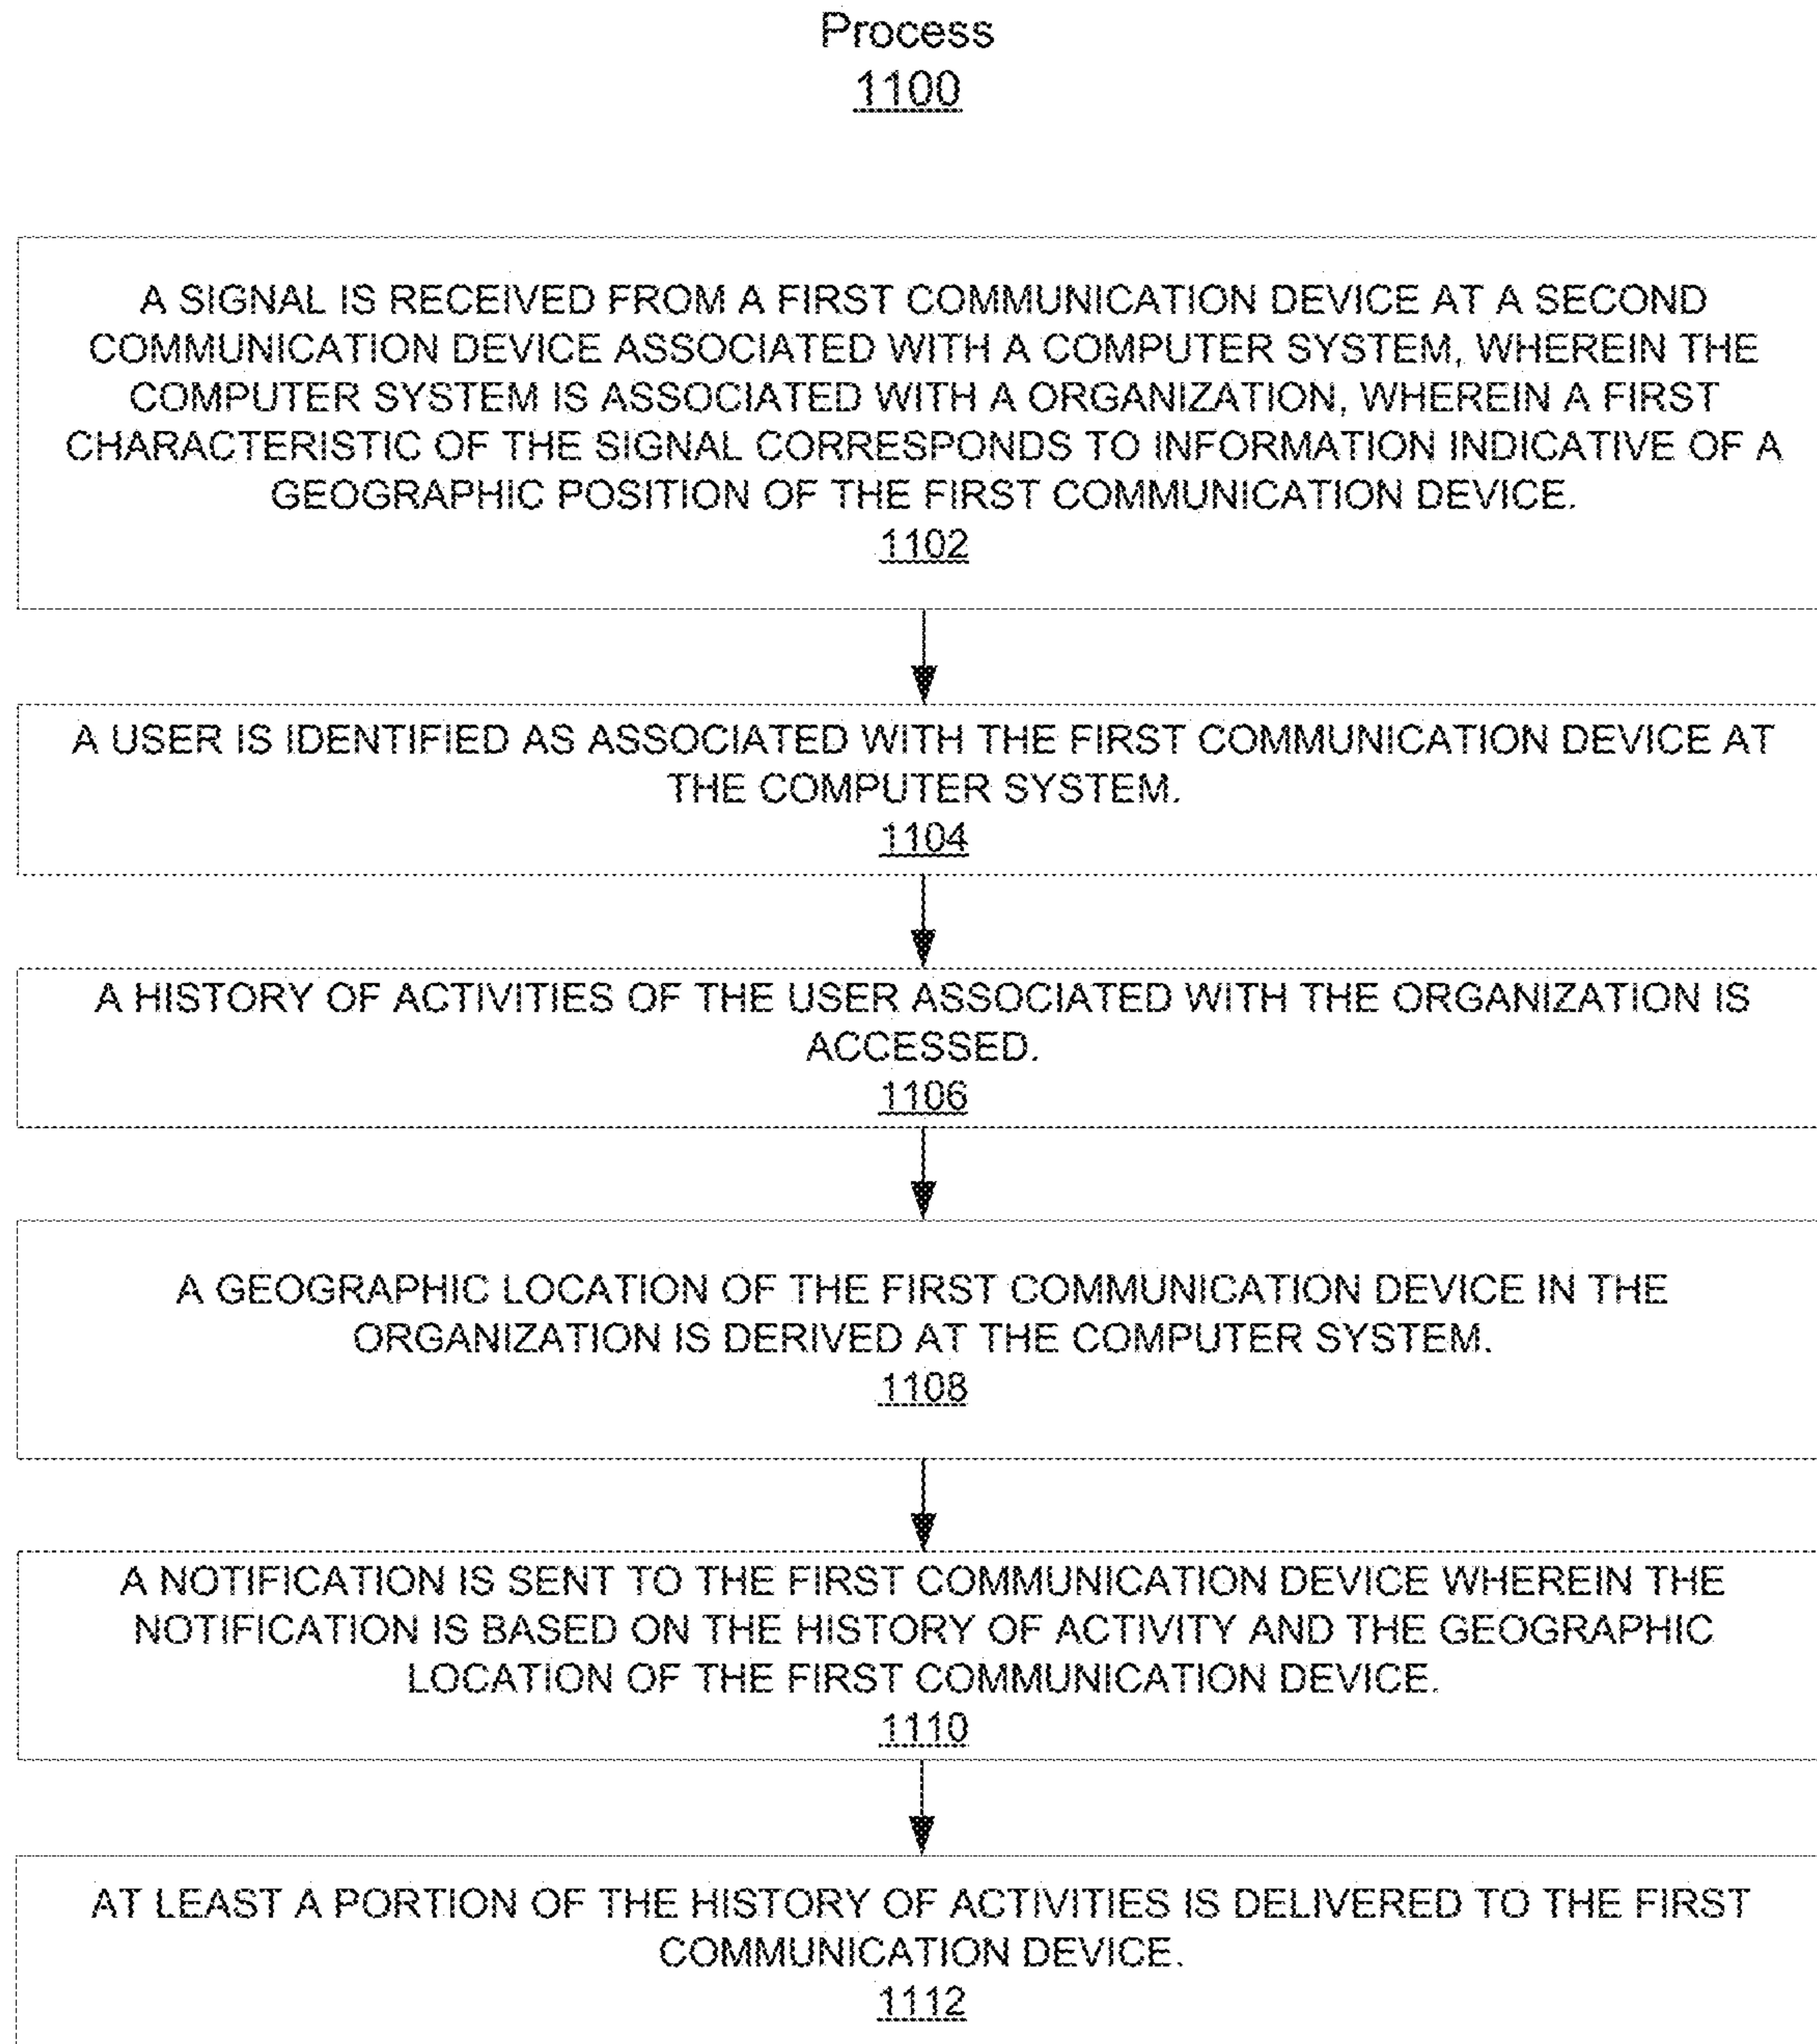 Process
1100
A SIGNAL IS RECEIVED FROM A FIRST COMMUNICATION DEVICE AT A SECOND
COMMUNICATION DEVICE ASSOCIATED WITH A COMPUTER SYSTEM, WHEREIN THE
COMPUTER SYSTEM IS ASSOCIATED WITH A ORGANIZATION, WHEREIN A FIRST
CHARACTERISTIC OF THE SIGNAL CORRESPONDS TO INFORMATION INDICATIVE OF A
GEOGRAPHIC POSITION OF THE FIRST COMMUNICATION DEVICE.
1102
A USER IS IDENTIFIED AS ASSOCIATED WITH THE FIRST COMMUNICATION DEVICE AT
THE COMPUTER SYSTEM.
1104
A HISTORY OF ACTIVITIES OF THE USER ASSOCIATED WITH THE ORGANIZATION IS
ACCESSED.
1106
A GEOGRAPHIC LOCATION OF THE FIRST COMMUNICATION DEVICE IN THE
ORGANIZATION IS DERIVED AT THE COMPUTER SYSTEM.
1108
A NOTIFICATION IS SENT TO THE FIRST COMMUNICATION DEVICE WHEREIN THE
NOTIFICATION IS BASED ON THE HISTORY OF ACTIVITY AND THE GEOGRAPHIC
LOCATION OF THE FIRST COMMUNICATION DEVICE.
1110
AT LEAST A PORTION OF THE HISTORY OF ACTIVITIES IS DELIVERED TO THE FIRST
COMMUNICATION DEVICE.
1112